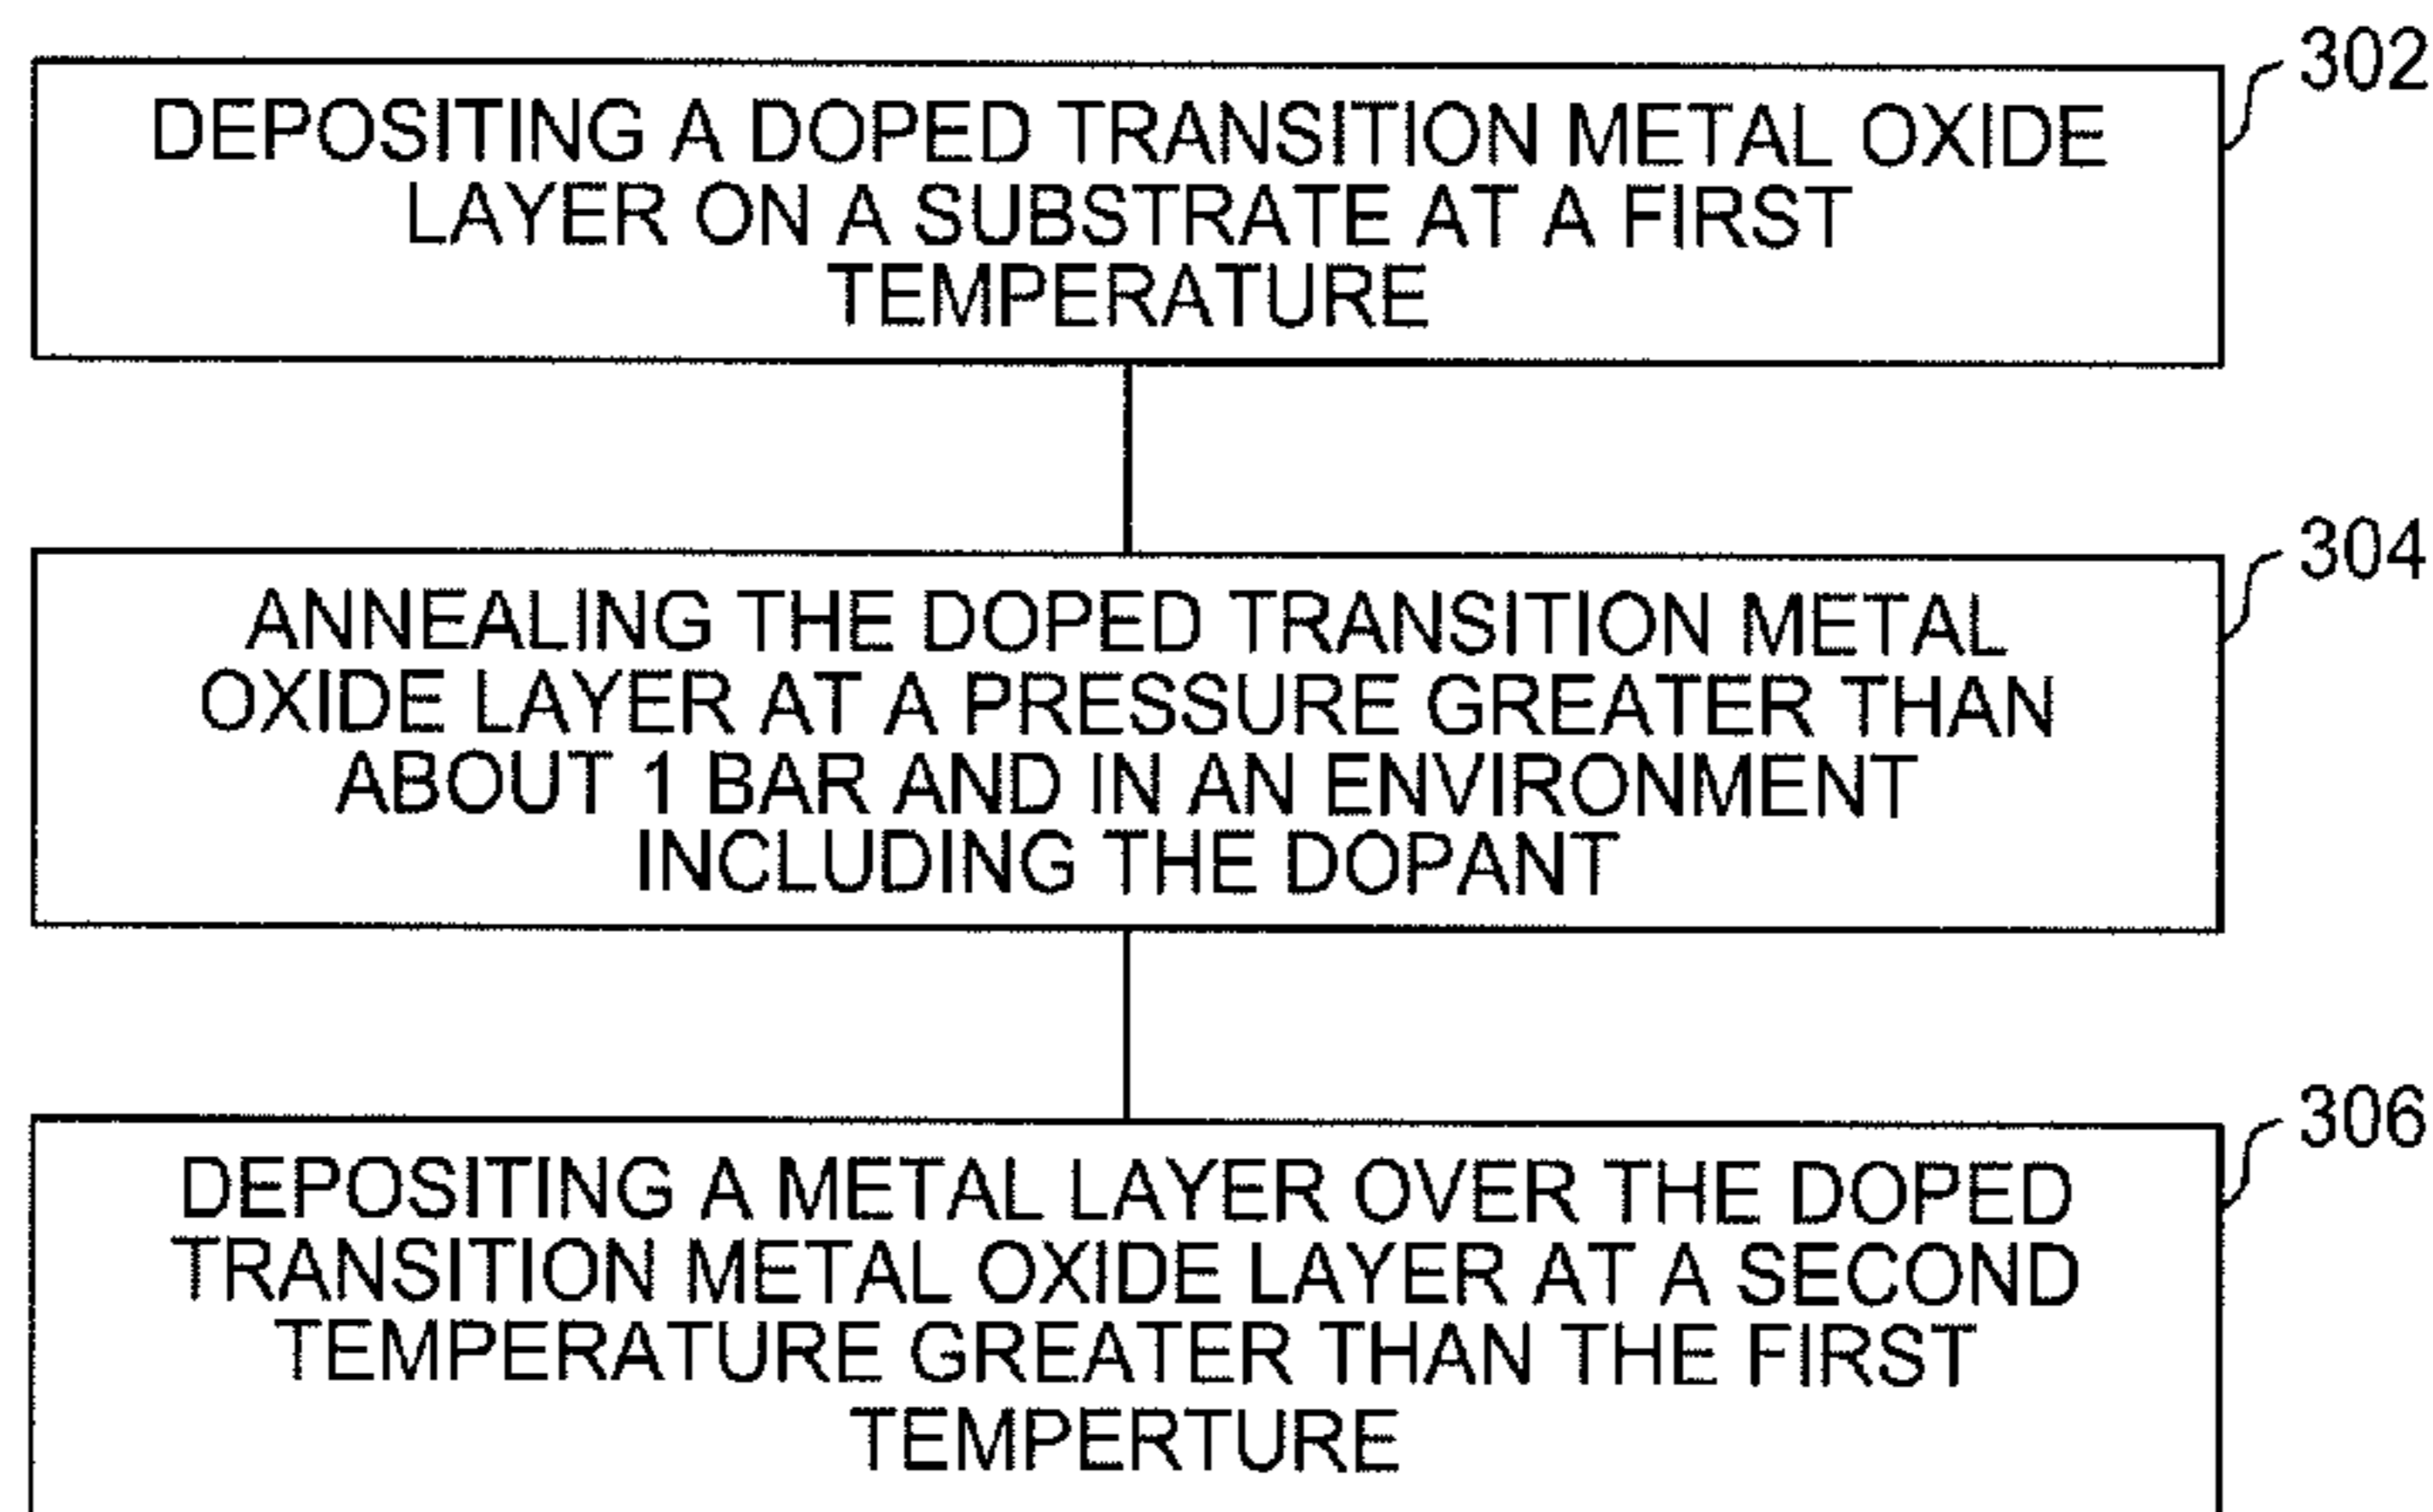 302
DEPOSITING A DOPED TRANSITION METAL OXIDE
LAYER ON A SUBSTRATE AT A FIRST
TEMPERATURE
304
ANNEALING THE DOPED TRANSITION METAL
OXIDE LAYER AT A PRESSURE GREATER THAN
ABOUT 1 BAR AND IN AN ENVIRONMENT
INCLUDING THE DOPANT
306
DEPOSITING A METAL LAYER OVER THE DOPED
TRANSITION METAL OXIDE LAYER AT A SECOND
TEMPERATURE GREATER THAN THE FIRST
TEMPERTURE